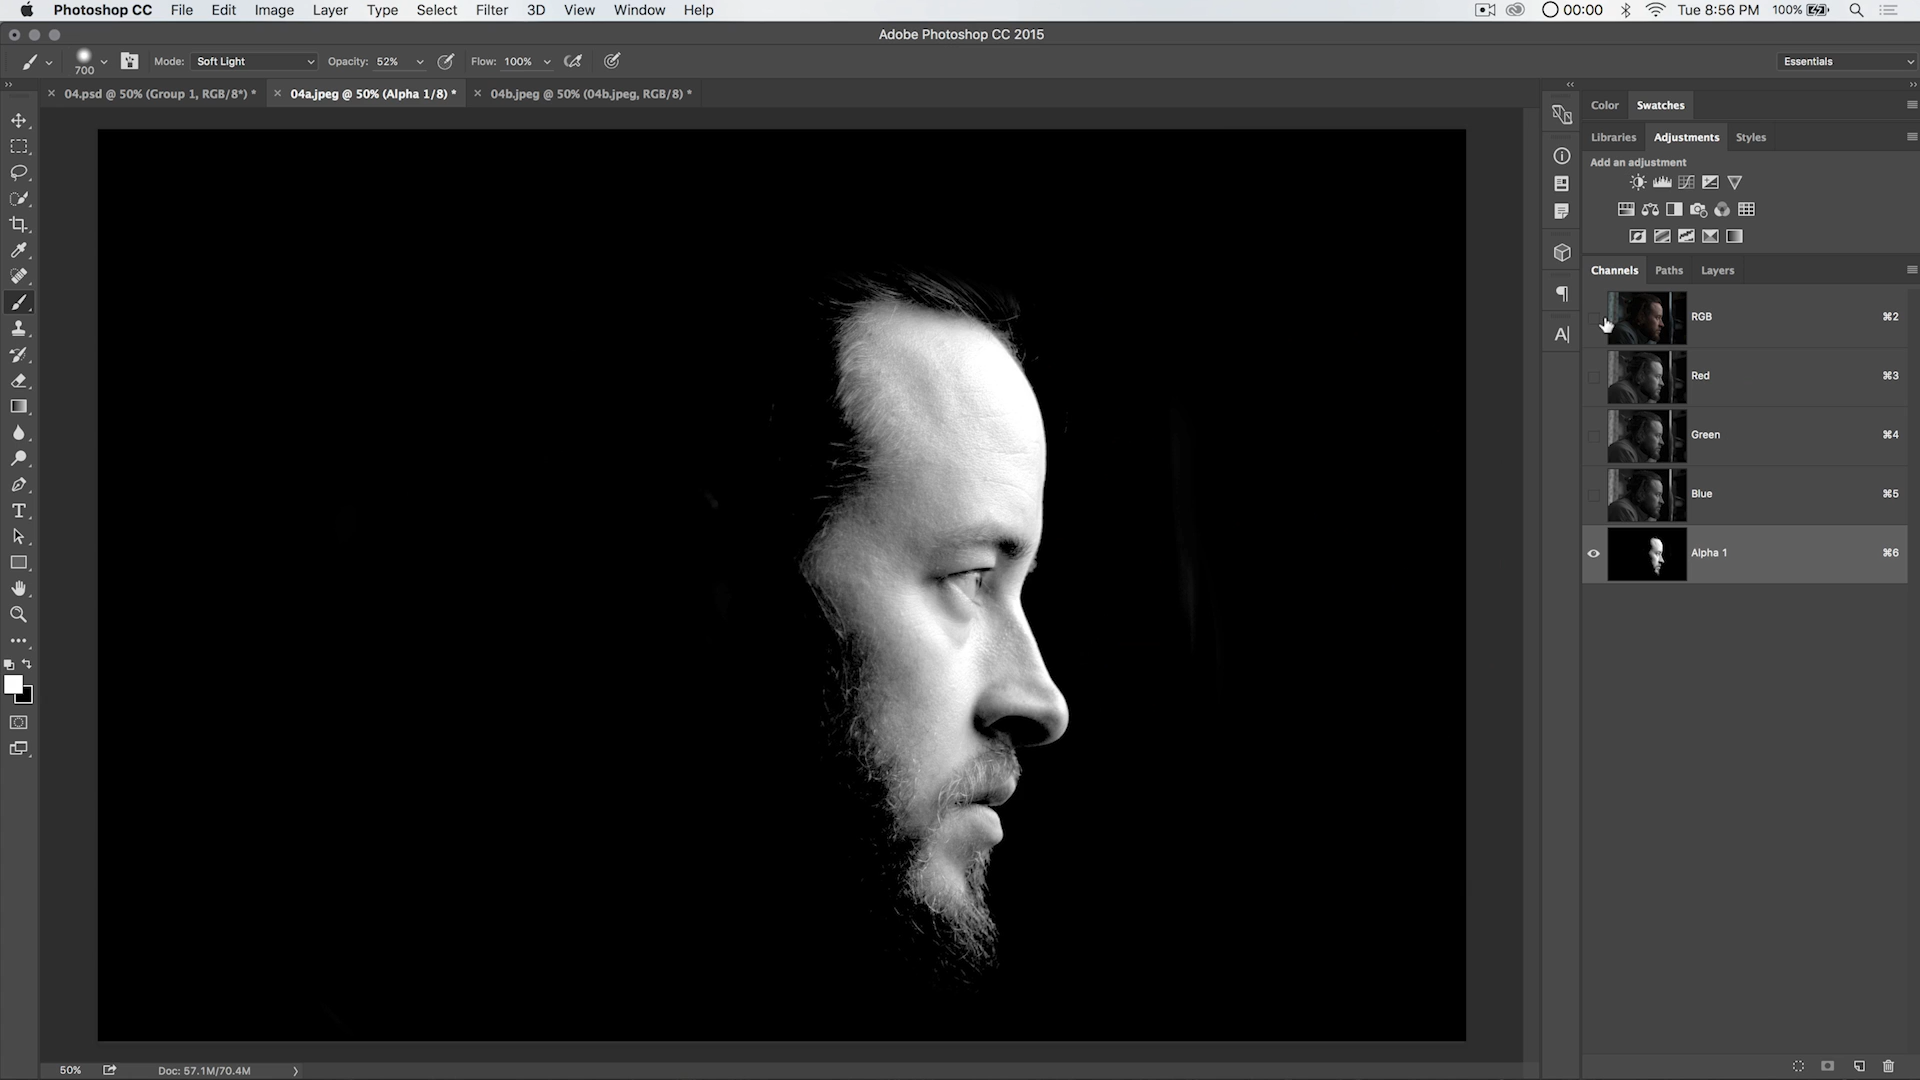 Photoshop CC File Edit Image Layer Type Select Filter 3D View Window Help 00:00 Tue 8:56 PM 100%
Adobe Photoshop CC 2015
700 Mode: Soft Light Opacity: 52% Flow: 100% Essentials
04.psd @ 50% (Group 1, RGB/8*) * 04a.jpeg @ 50% (Alpha 1/8) * 04b.jpeg @ 50% (04b.jpeg, RGB/8) *
Color Swatches
Libraries Adjustments Styles
Add an adjustment
Channels Paths Layers
RGB ⌘2
Red ⌘3
Green ⌘4
Blue ⌘5
Alpha 1 ⌘6
50% Doc: 57.1M/70.4M